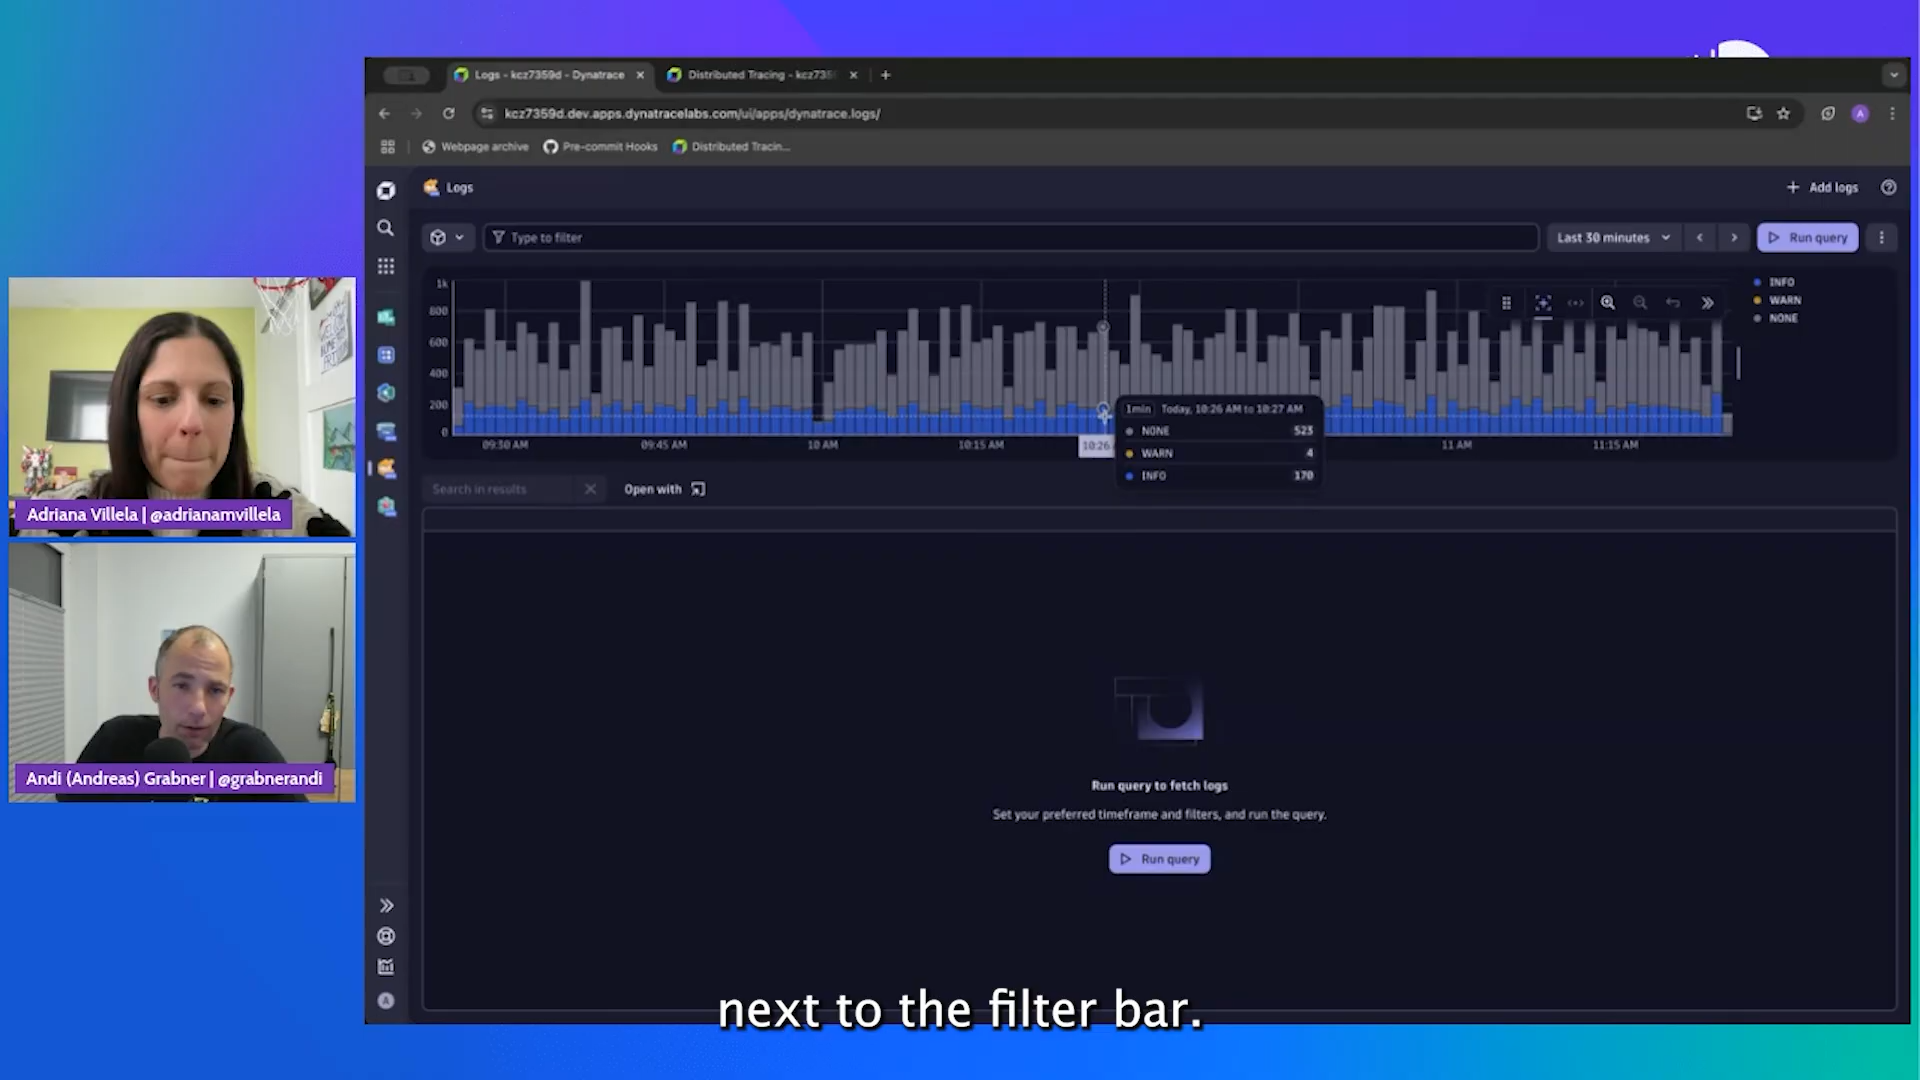 Logs - kcz7359d - Dynatrace
Distributed Tracing - kcz735
kcz7359d.dev.apps.dynatracelabs.com/ui/apps/dynatrace.logs/
A
Webpage archive
Pre-commit Hooks
Distributed Tracin...
Logs
Add logs
Type to filter
Last 30 minutes
Run query
1k
800
600
400
200
0
INFO
WARN
NONE
09:30 AM
09:45 AM
10 AM
10:15 AM
10:26
11 AM
11:15 AM
1min Today, 10:26 AM to 10:27 AM
NONE 523
WARN 4
INFO 170
Search in results
Open with
Adriana Villela | @adrianamvillela
Andi (Andreas) Grabner | @grabnerandi
Run query to fetch logs
Set your preferred timeframe and filters, and run the query.
Run query
A
next to the filter bar.